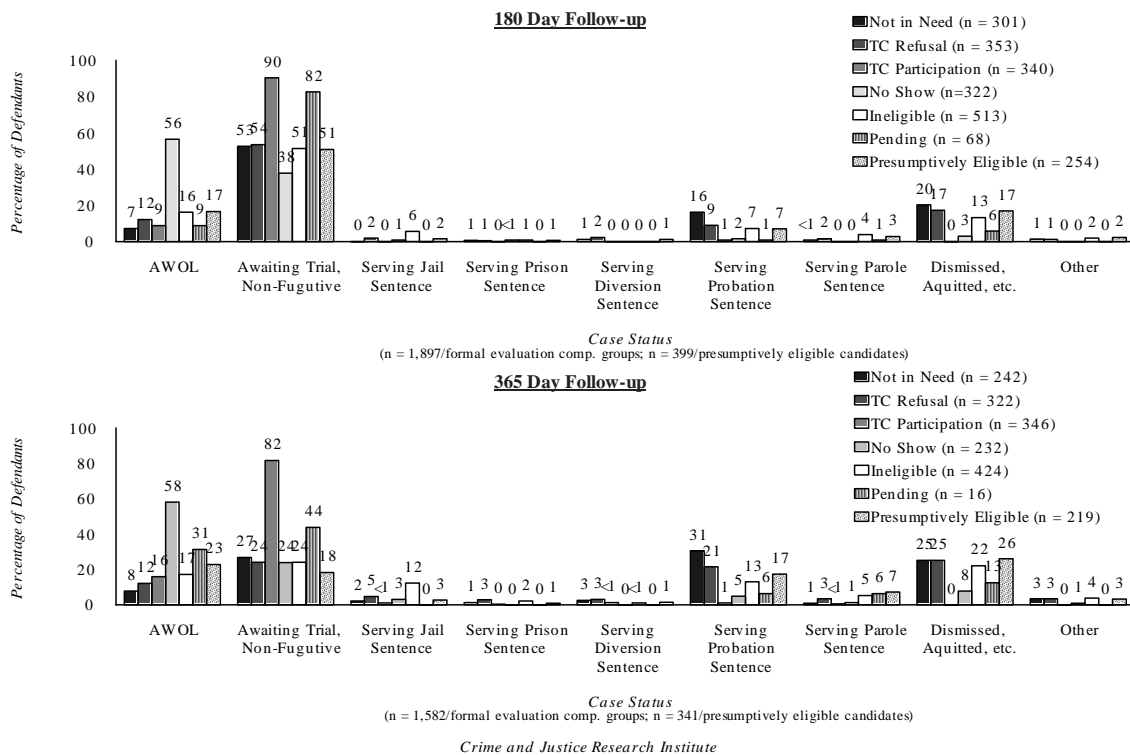 180 Day Follow-up
Percentage of Defendants
Not in Need (n = 301)
TC Refusal (n = 353)
TC Participation (n = 340)
No Show (n=322)
Ineligible (n = 513)
Pending (n = 68)
Presumptively Eligible (n = 254)
100
80
60
40
20
0
7 12 9 56 16 9 17
53 54 90 38 51 82 51
0 2 0 1 6 0 2
1 1 0 <1 1 0 1
1 2 0 0 0 0 1
16 9 1 2 7 1 7
<1 2 0 0 4 1 3
20 17 0 3 13 6 17
1 1 0 0 2 0 2
AWOL
Awaiting Trial, Non-Fugutive
Serving Jail Sentence
Serving Prison Sentence
Serving Diversion Sentence
Serving Probation Sentence
Serving Parole Sentence
Dismissed, Aquitted, etc.
Other
Case Status
(n = 1,897/formal evaluation comp. groups; n = 399/presumptively eligible candidates)
365 Day Follow-up
Percentage of Defendants
Not in Need (n = 242)
TC Refusal (n = 322)
TC Participation (n = 346)
No Show (n = 232)
Ineligible (n = 424)
Pending (n = 16)
Presumptively Eligible (n = 219)
100
80
60
40
20
0
8 12 16 58 17 31 23
27 24 82 24 24 44 18
2 5 <1 3 12 0 3
1 3 0 0 2 0 1
3 3 <1 0 <1 0 1
31 21 1 5 13 6 17
1 3 <1 1 5 6 7
25 25 0 8 22 13 26
3 3 0 1 4 0 3
AWOL
Awaiting Trial, Non-Fugutive
Serving Jail Sentence
Serving Prison Sentence
Serving Diversion Sentence
Serving Probation Sentence
Serving Parole Sentence
Dismissed, Aquitted, etc.
Other
Case Status
(n = 1,582/formal evaluation comp. groups; n = 341/presumptively eligible candidates)
Crime and Justice Research Institute